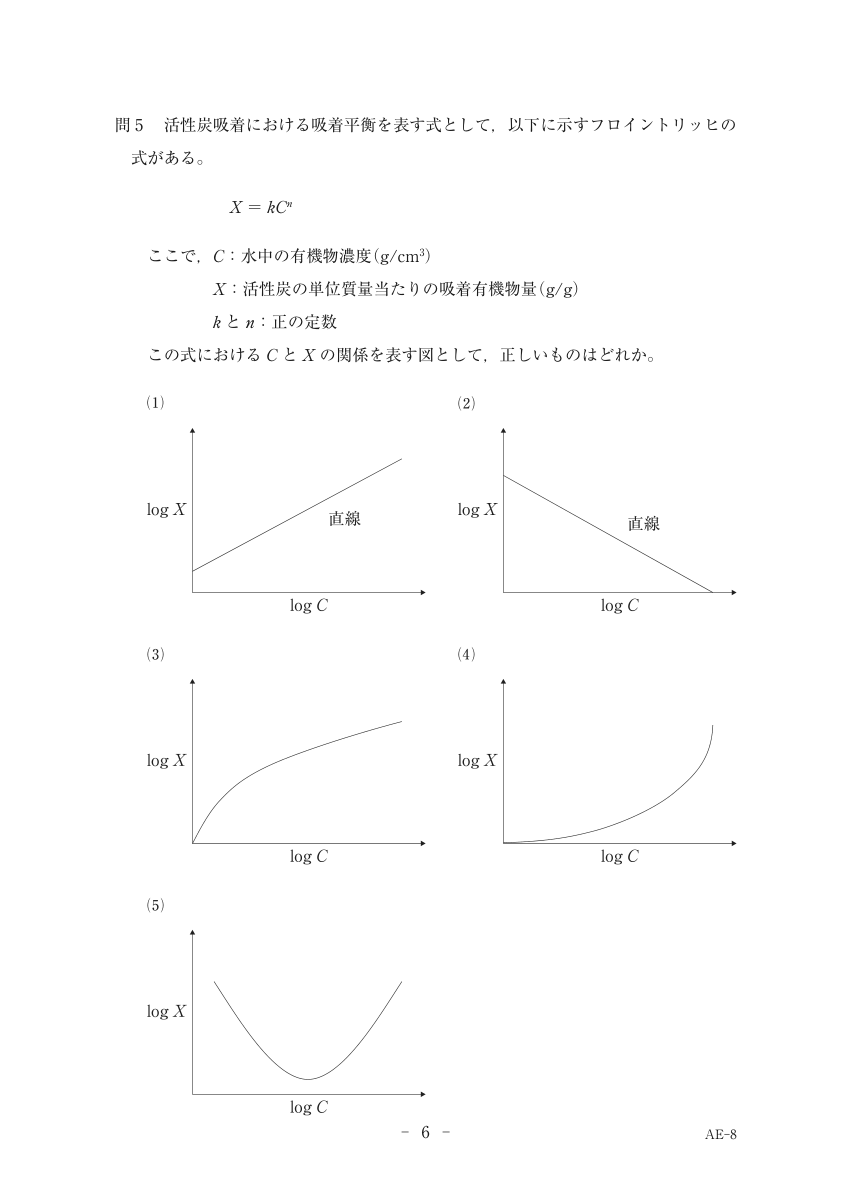 問5 活性炭吸着における吸着平衡を表す式として，以下に示すフロイントリッヒの
式がある。
X = kCⁿ
ここで，C：水中の有機物濃度(g/cm³)
X：活性炭の単位質量当たりの吸着有機物量(g/g)
k と n：正の定数
この式における C と X の関係を表す図として，正しいものはどれか。
(1)
log X
直線
log C
(2)
log X
直線
log C
(3)
log X
log C
(4)
log X
log C
(5)
log X
log C
- 6 -
AE-8